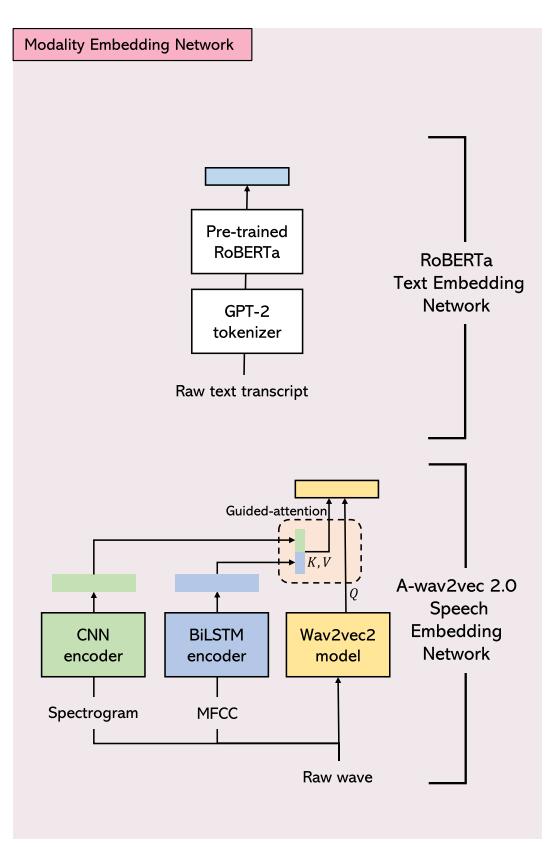 Modality Embedding Network
Pre-trained
RoBERTa
GPT-2
tokenizer
Raw text transcript
RoBERTa
Text Embedding
Network
Guided-attention
K, V
Q
CNN
encoder
BiLSTM
encoder
Wav2vec2
model
A-wav2vec 2.0
Speech
Embedding
Network
Spectrogram
MFCC
Raw wave